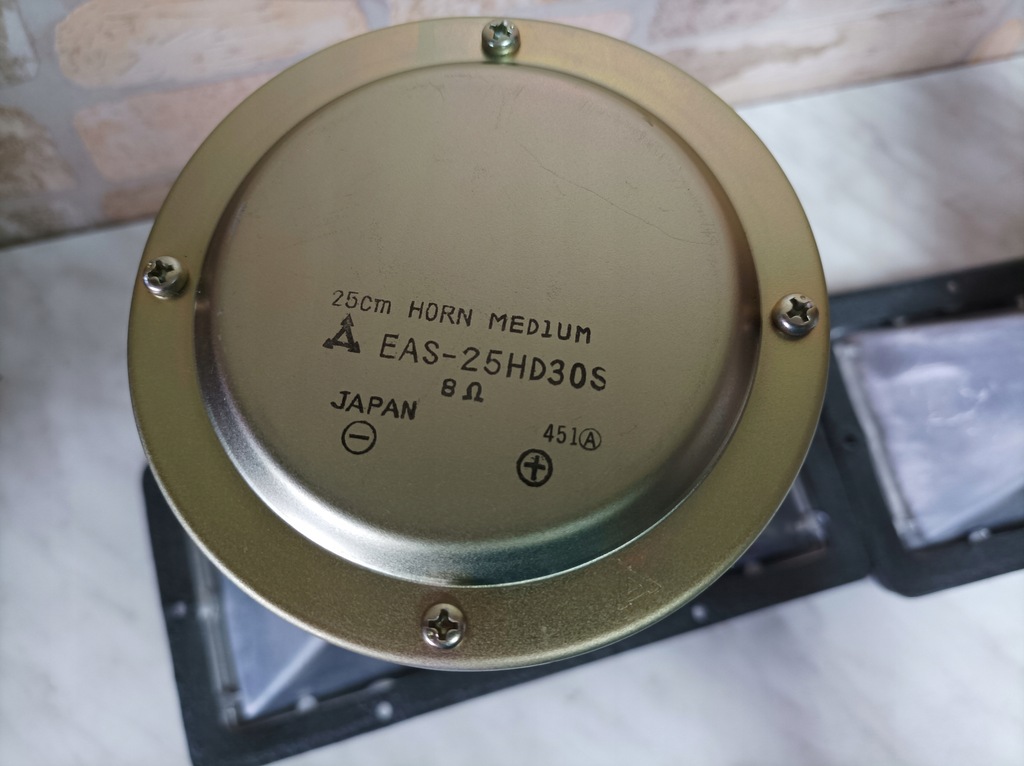 25cm HORN MEDIUM
EAS-25HD30S
8Ω
JAPAN
451Ⓐ
⊖ ⊕